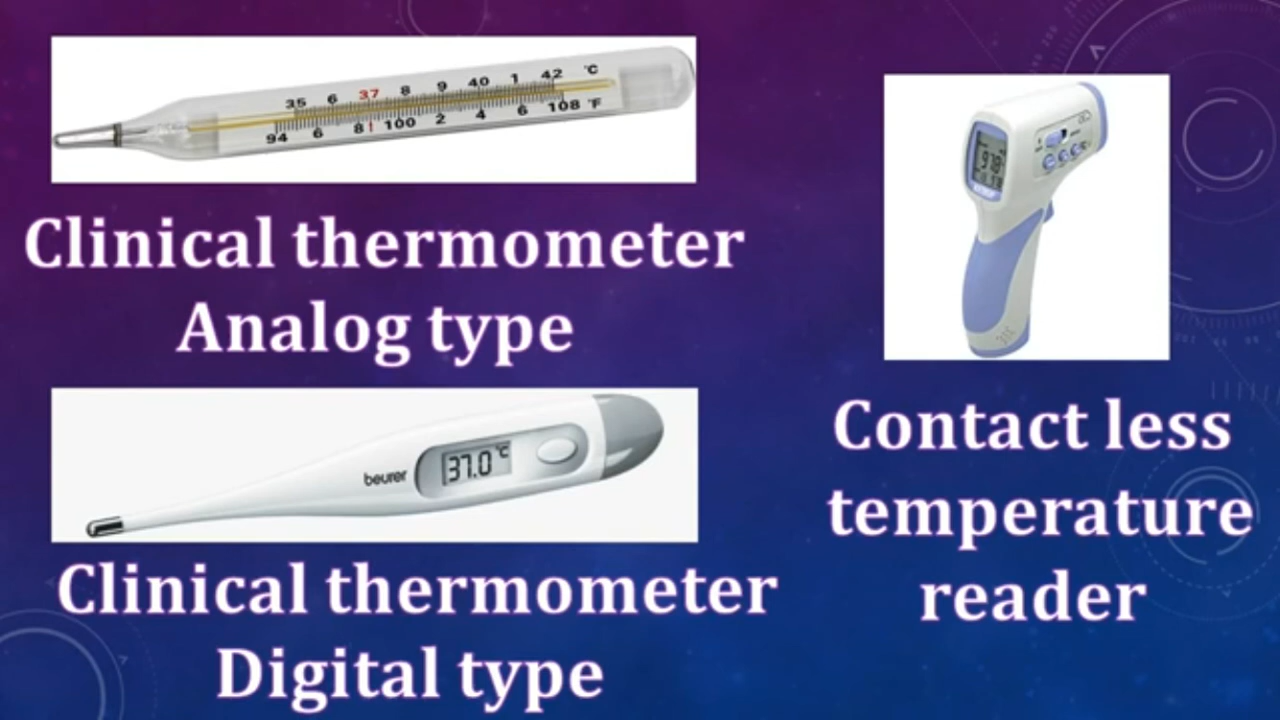 35 6 37 8 9 40 1 42 °C
94 6 8 100 2 4 6 108 °F
Clinical thermometer
Analog type
beurer 37.0 °C
Clinical thermometer
Digital type
Contact less
temperature
reader